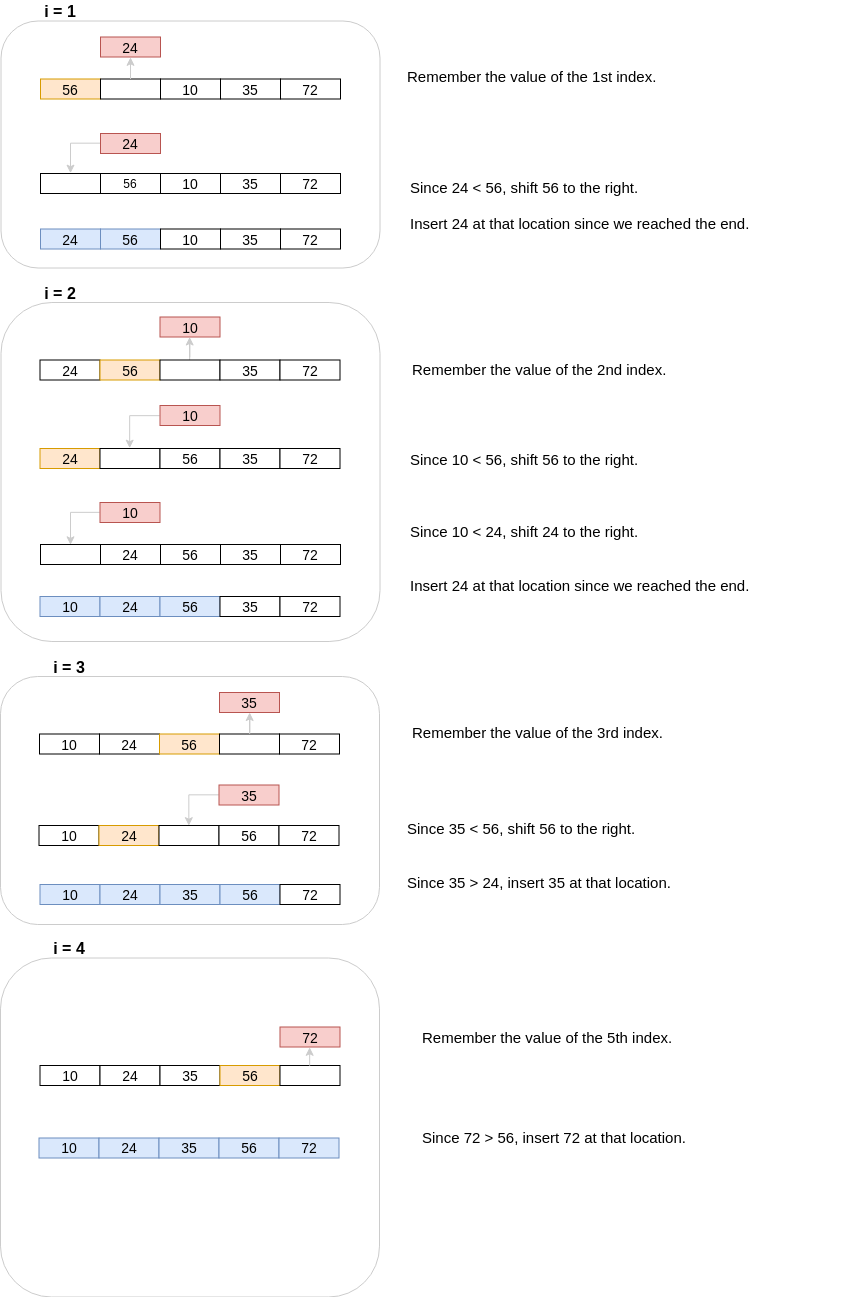 i = 1
24
56 10 35 72
Remember the value of the 1st index.
24
56 10 35 72
Since 24 < 56, shift 56 to the right.
Insert 24 at that location since we reached the end.
24 56 10 35 72
i = 2
10
24 56 35 72
Remember the value of the 2nd index.
10
24 56 35 72
Since 10 < 56, shift 56 to the right.
10
Since 10 < 24, shift 24 to the right.
24 56 35 72
Insert 24 at that location since we reached the end.
10 24 56 35 72
i = 3
35
10 24 56 72
Remember the value of the 3rd index.
35
10 24 56 72
Since 35 < 56, shift 56 to the right.
Since 35 > 24, insert 35 at that location.
10 24 35 56 72
i = 4
72
Remember the value of the 5th index.
10 24 35 56
Since 72 > 56, insert 72 at that location.
10 24 35 56 72